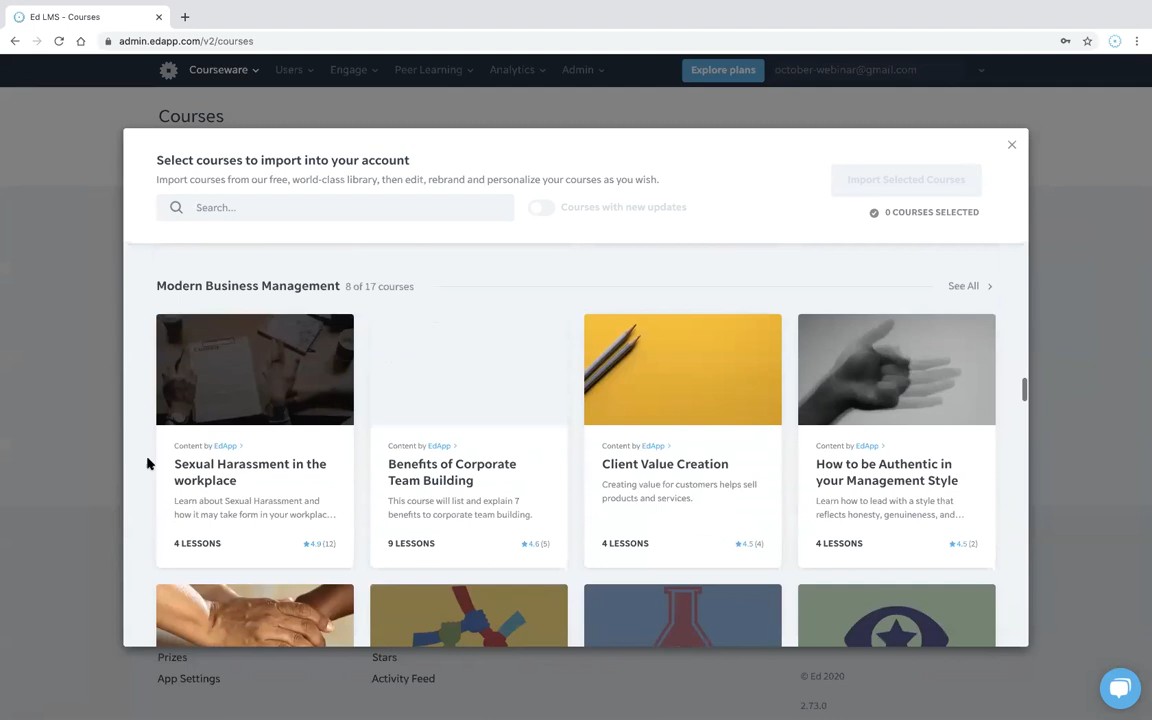 Ed LMS - Courses
admin.edapp.com/v2/courses
Courseware
Users
Engage
Peer Learning
Analytics
Admin
Explore plans
october-webinar@gmail.com
Courses
Select courses to import into your account
Import courses from our free, world-class library, then edit, rebrand and personalize your courses as you wish.
Import Selected Courses
Search...
Courses with new updates
0 COURSES SELECTED
Modern Business Management 8 of 17 courses
See All
Content by EdApp >
Sexual Harassment in the
workplace
Learn about Sexual Harassment and
how it may take form in your workplac...
4 LESSONS
4.9 (12)
Content by EdApp >
Benefits of Corporate
Team Building
This course will list and explain 7
benefits to corporate team building.
9 LESSONS
4.6 (5)
Content by EdApp >
Client Value Creation
Creating value for customers helps sell
products and services.
4 LESSONS
4.5 (4)
Content by EdApp >
How to be Authentic in
your Management Style
Learn how to lead with a style that
reflects honesty, genuineness, and...
4 LESSONS
4.5 (2)
Prizes
Stars
App Settings
Activity Feed
© Ed 2020
2.73.0